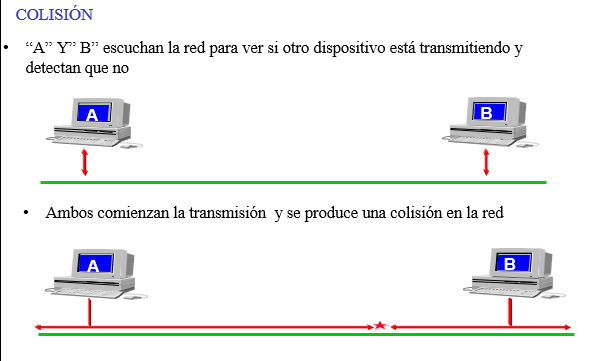 COLISIÓN
• “A” Y” B” escuchan la red para ver si otro dispositivo está transmitiendo y
detectan que no
A
B
• Ambos comienzan la transmisión y se produce una colisión en la red
A
B